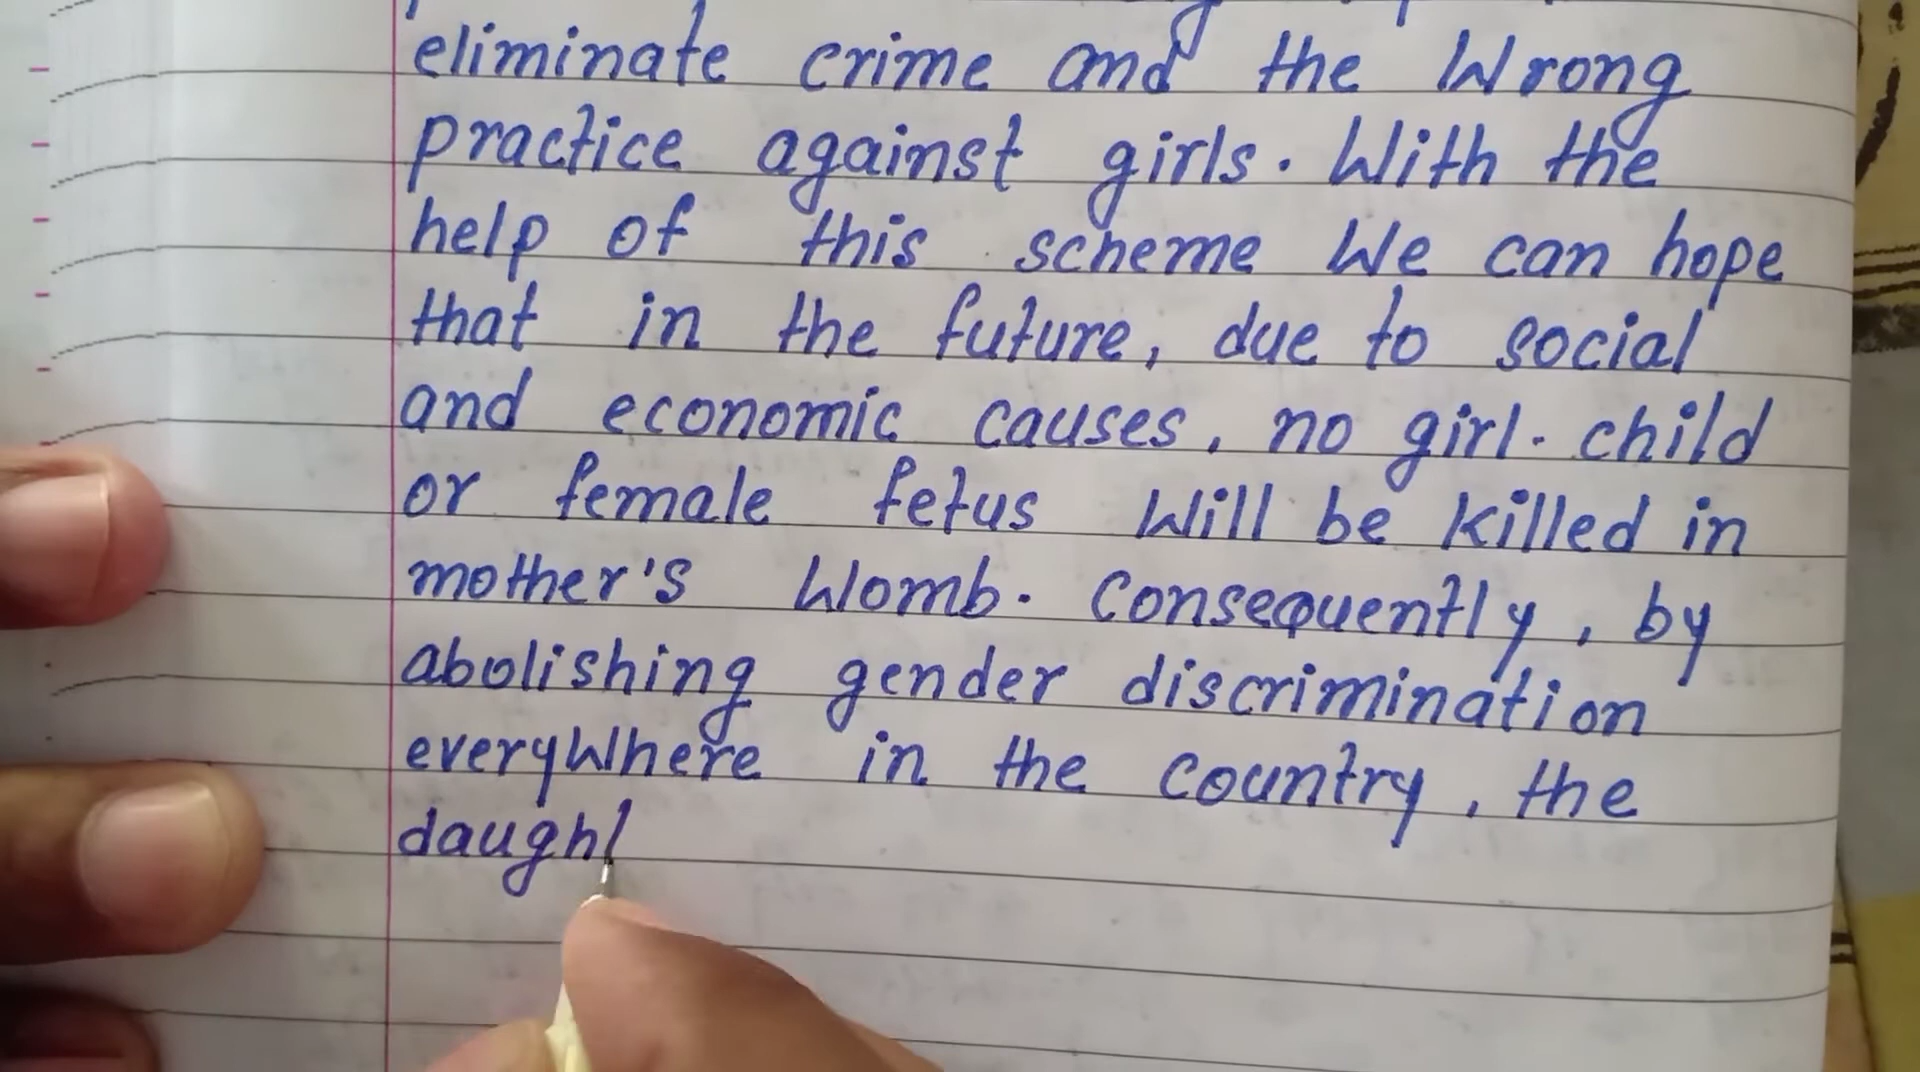 eliminate crime and the Wrong
practice against girls. With the
help of this scheme We can hope
that in the future, due to social
and economic causes, no girl. child
or female fetus Will be killed in
mother's Womb. Consequently, by
abolishing gender discrimination
everyWhere in the country, the